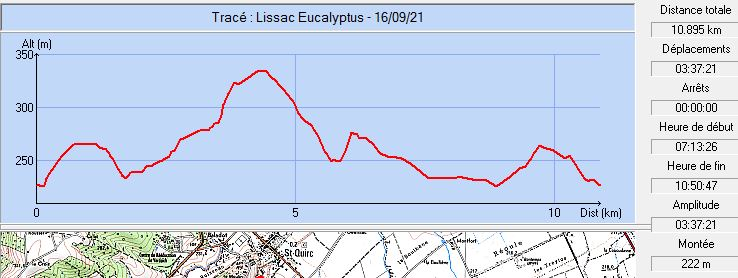 Tracé : Lissac Eucalyptus - 16/09/21
Alt (m)
350
300
250
0
5
10
Dist (km)
Distance totale
10.895 km
Déplacements
03:37:21
Arrêts
00:00:00
Heure de début
07:13:26
Heure de fin
10:50:47
Amplitude
03:37:21
Montée
222 m
St-Quirc
Montfort